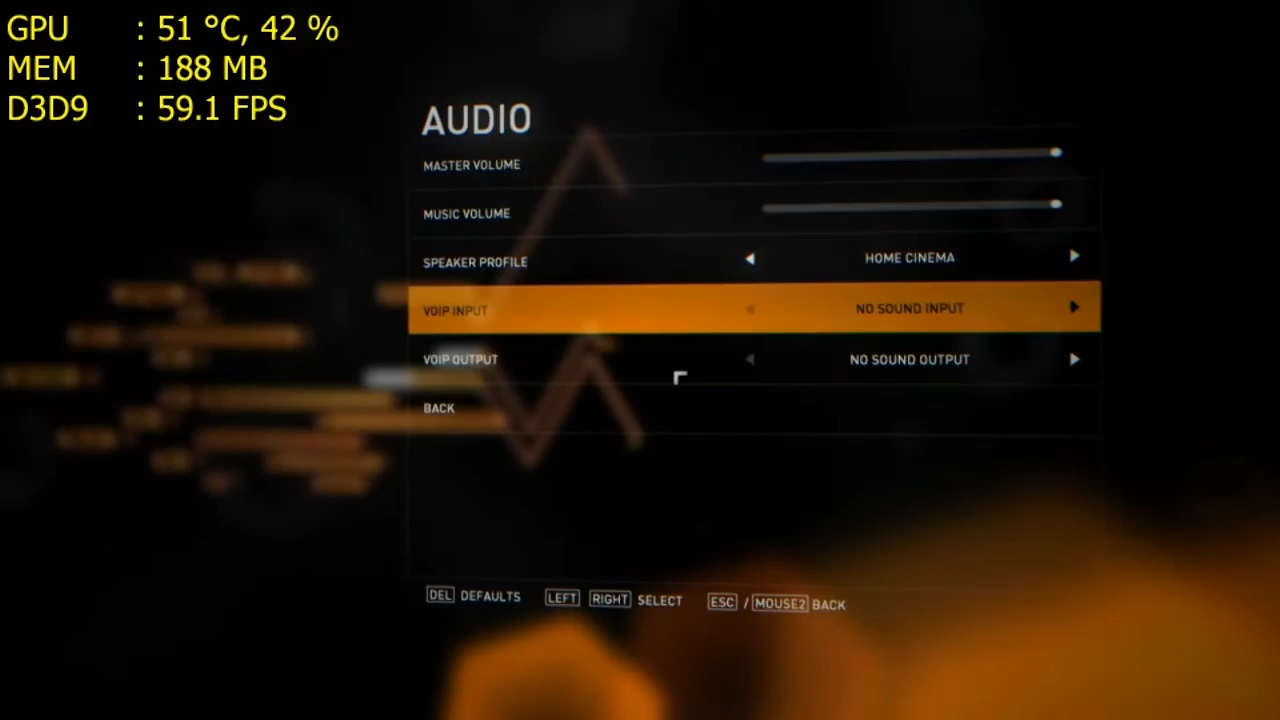 GPU : 51 °C, 42 %
MEM : 188 MB
D3D9 : 59.1 FPS
AUDIO
MASTER VOLUME
MUSIC VOLUME
SPEAKER PROFILE HOME CINEMA
VOIP INPUT NO SOUND INPUT
VOIP OUTPUT NO SOUND OUTPUT
BACK
DEL DEFAULTS LEFT RIGHT SELECT ESC / MOUSE2 BACK